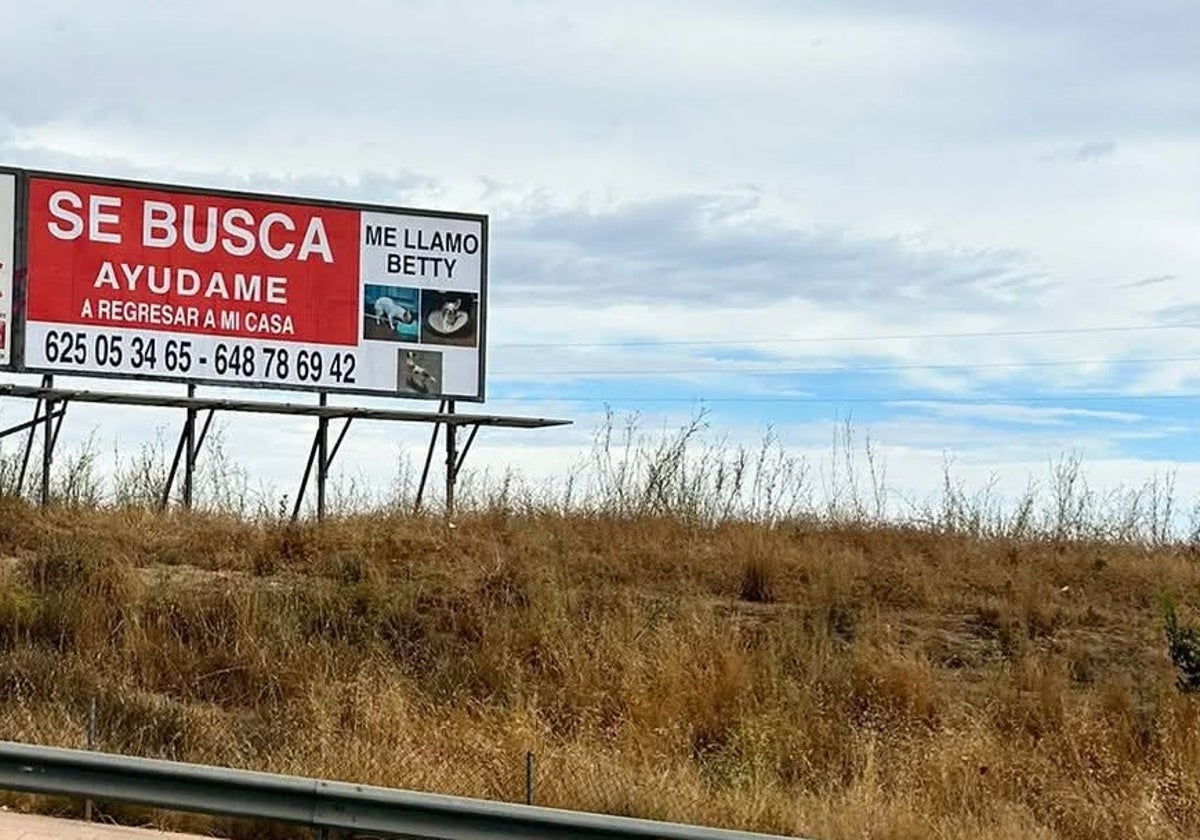 SE BUSCA
AYUDAME
A REGRESAR A MI CASA
625 05 34 65 - 648 78 69 42
ME LLAMO
BETTY